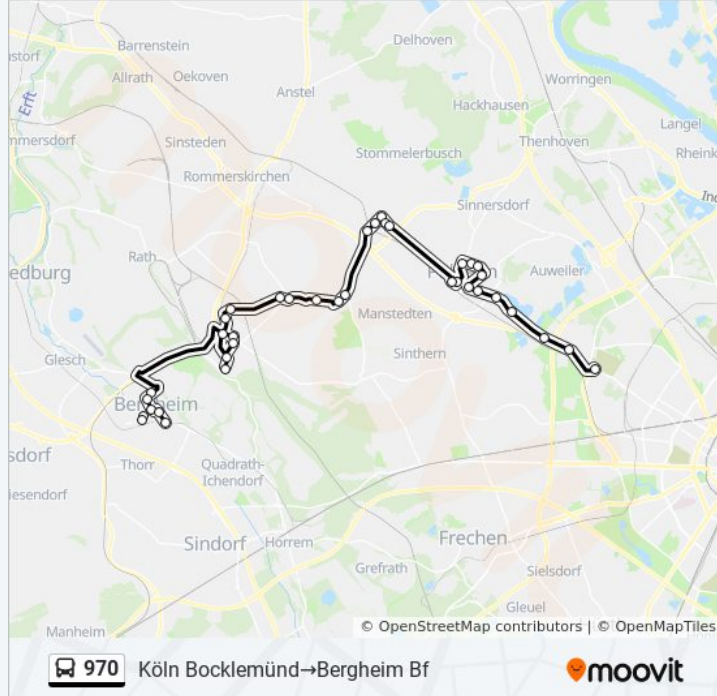 Barrenstein
Delhoven
Allrath
Oekoven
Anstel
Worringen
Erft
Hackhausen
Langel
Sinsteden
Thenhoven
Stommelerbusch
Rommerskirchen
Sinnersdorf
Rath
Auweiler
Manstedten
Glesch
Sinthern
Thorr
Quadrath-
Ichendorf
Sindorf
Horrem
Frechen
Grefrath
Sielsdorf
Gleuel
Manheim
© OpenStreetMap contributors | © OpenMapTiles
970 Köln Bocklemünd→Bergheim Bf
moovit